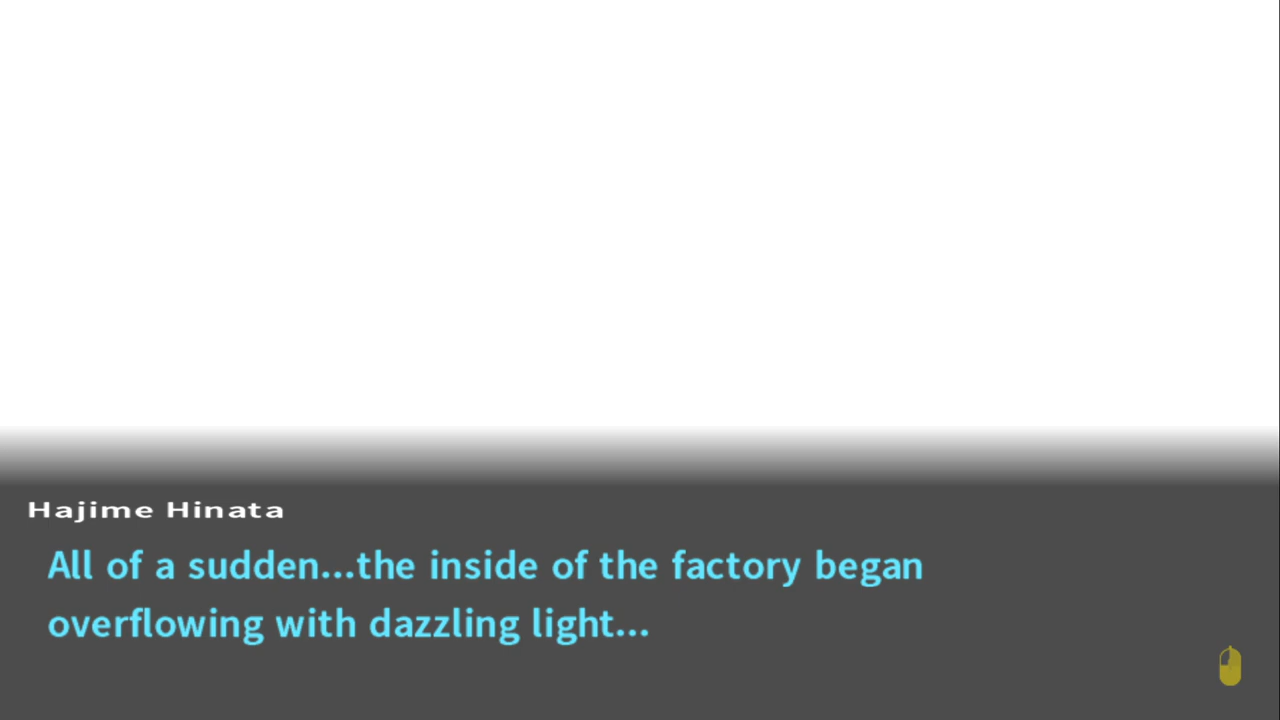 Hajime Hinata
All of a sudden...the inside of the factory began
overflowing with dazzling light...